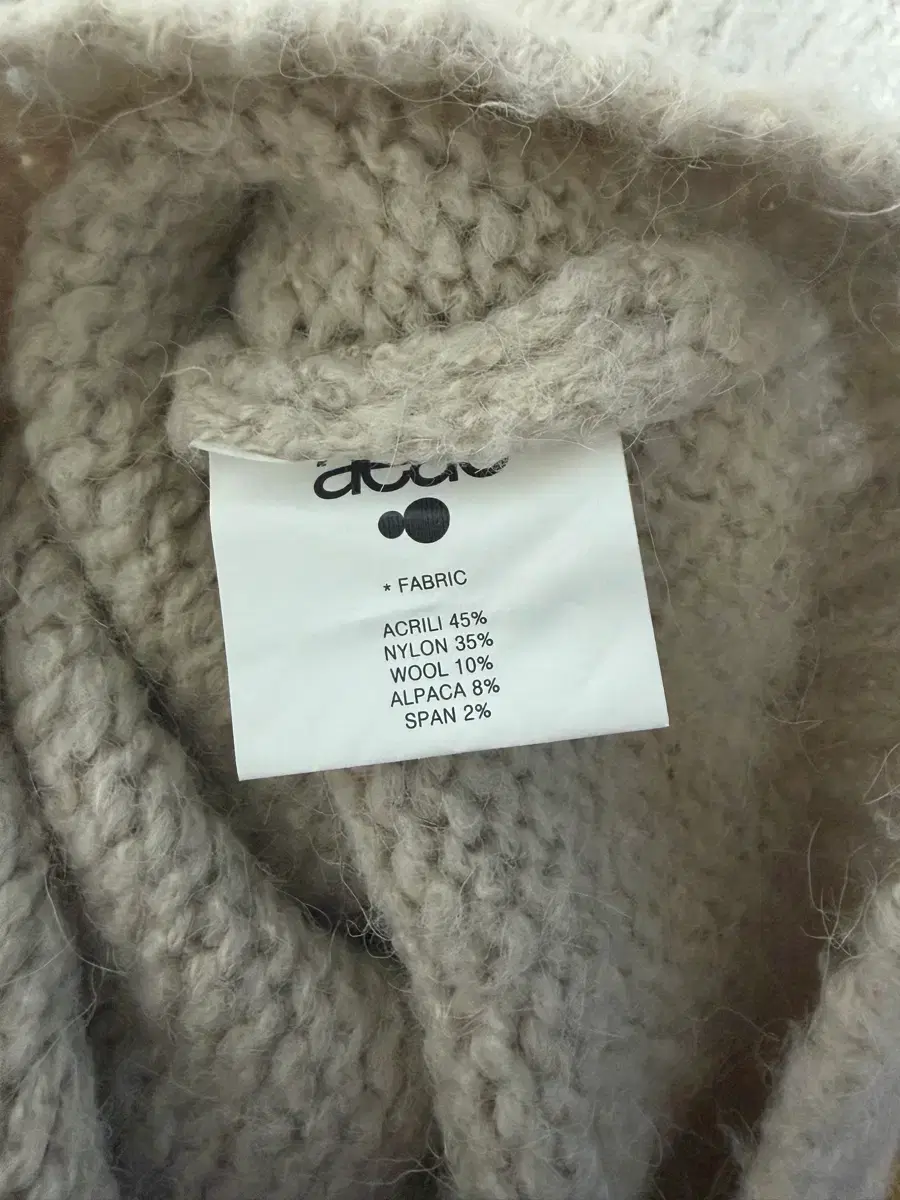 * FABRIC
ACRILI 45%
NYLON 35%
WOOL 10%
ALPACA 8%
SPAN 2%